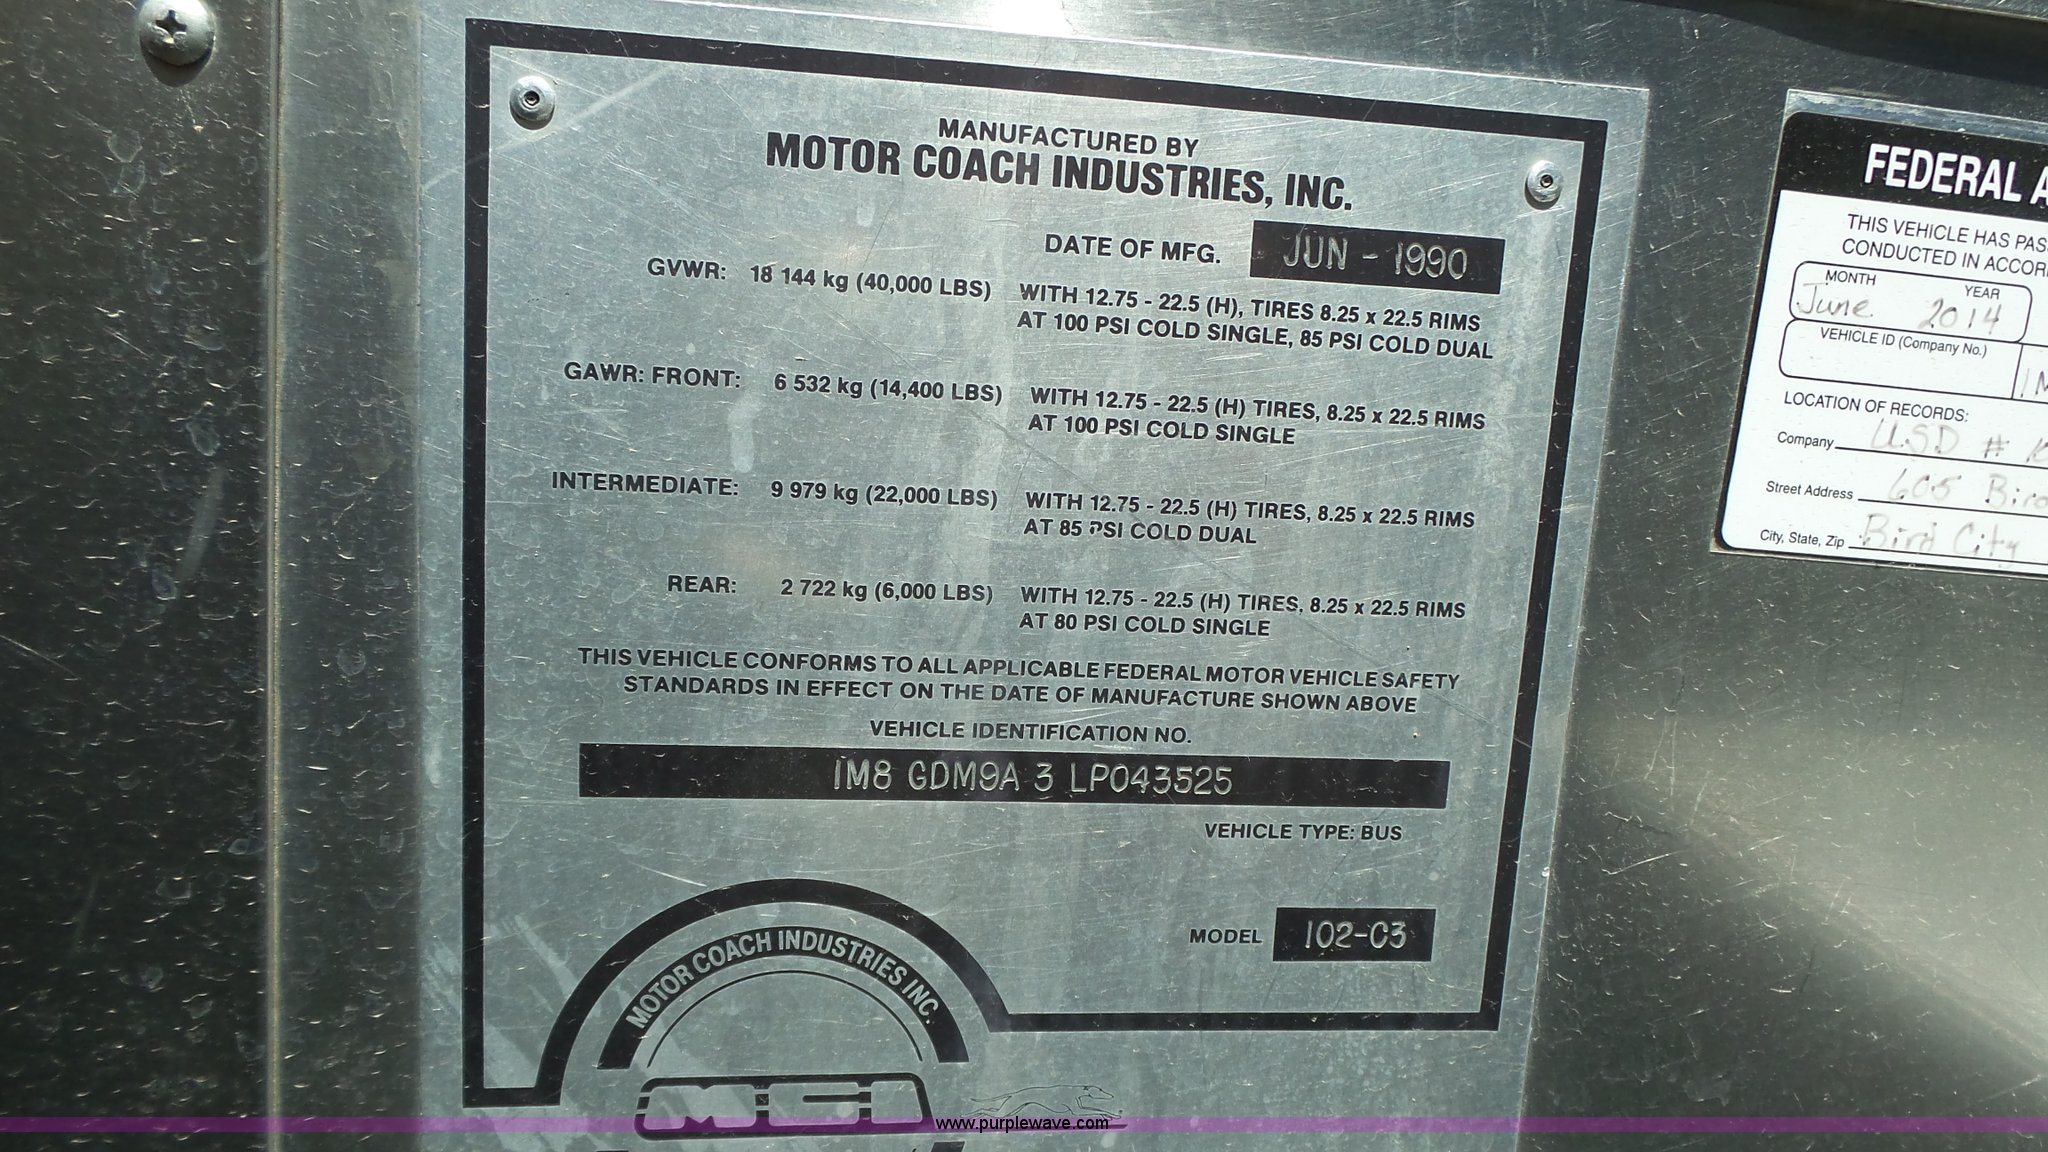 MANUFACTURED BY
MOTOR COACH INDUSTRIES, INC.
DATE OF MFG. JUN - 1990
GVWR: 18 144 kg (40,000 LBS) WITH 12.75 - 22.5 (H), TIRES 8.25 x 22.5 RIMS
AT 100 PSI COLD SINGLE, 85 PSI COLD DUAL
GAWR: FRONT: 6 532 kg (14,400 LBS) WITH 12.75 - 22.5 (H) TIRES, 8.25 x 22.5 RIMS
AT 100 PSI COLD SINGLE
INTERMEDIATE: 9 979 kg (22,000 LBS) WITH 12.75 - 22.5 (H) TIRES, 8.25 x 22.5 RIMS
AT 85 PSI COLD DUAL
REAR: 2 722 kg (6,000 LBS) WITH 12.75 - 22.5 (H) TIRES, 8.25 x 22.5 RIMS
AT 80 PSI COLD SINGLE
THIS VEHICLE CONFORMS TO ALL APPLICABLE FEDERAL MOTOR VEHICLE SAFETY
STANDARDS IN EFFECT ON THE DATE OF MANUFACTURE SHOWN ABOVE
VEHICLE IDENTIFICATION NO.
1M8 GDM9A 3 LP043525
VEHICLE TYPE: BUS
MODEL 102-C3
MOTOR COACH INDUSTRIES INC.
MCI
www.purplewave.com
FEDERAL A
THIS VEHICLE HAS PAS
CONDUCTED IN ACCOR
MONTH YEAR
June 2014
VEHICLE ID (Company No.)
1M
LOCATION OF RECORDS:
Company USD #
Street Address 605 Bird
City, State, Zip Bird City